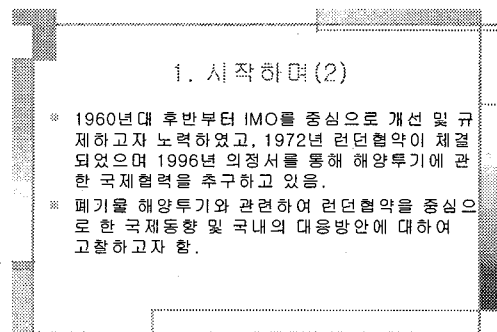 1. 시작하며(2)
※ 1960년대 후반부터 IMO를 중심으로 개선 및 규
제하고자 노력하였고, 1972년 런던협약이 체결
되었으며 1996년 의정서를 통해 해양투기에 관
한 국제협력을 추구하고 있음.
※ 폐기물 해양투기와 관련하여 런던협약을 중심으
로 한 국제동향 및 국내의 대응방안에 대하여
고찰하고자 함.